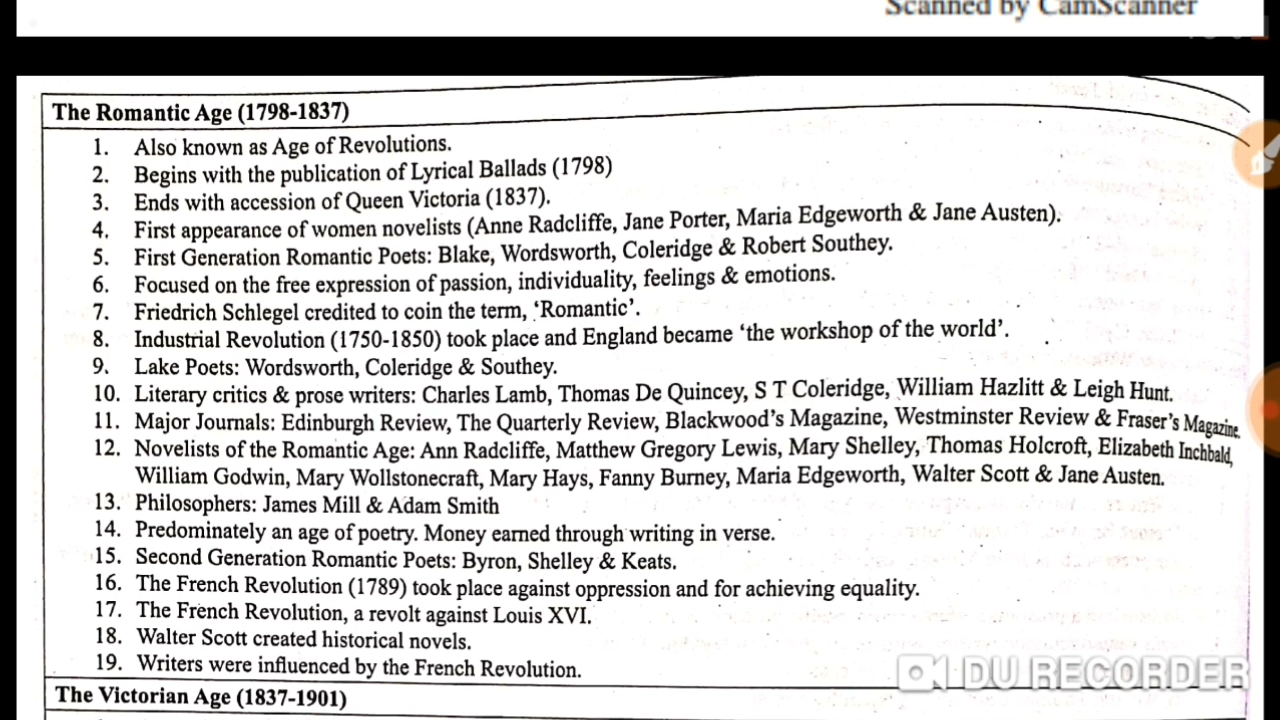 Scanned by CamScanner
The Romantic Age (1798-1837)
1. Also known as Age of Revolutions.
2. Begins with the publication of Lyrical Ballads (1798)
3. Ends with accession of Queen Victoria (1837).
4. First appearance of women novelists (Anne Radcliffe, Jane Porter, Maria Edgeworth & Jane Austen).
5. First Generation Romantic Poets: Blake, Wordsworth, Coleridge & Robert Southey.
6. Focused on the free expression of passion, individuality, feelings & emotions.
7. Friedrich Schlegel credited to coin the term, 'Romantic'.
8. Industrial Revolution (1750-1850) took place and England became 'the workshop of the world'.
9. Lake Poets: Wordsworth, Coleridge & Southey.
10. Literary critics & prose writers: Charles Lamb, Thomas De Quincey, S T Coleridge, William Hazlitt & Leigh Hunt.
11. Major Journals: Edinburgh Review, The Quarterly Review, Blackwood's Magazine, Westminster Review & Fraser's Magazine.
12. Novelists of the Romantic Age: Ann Radcliffe, Matthew Gregory Lewis, Mary Shelley, Thomas Holcroft, Elizabeth Inchbald,
William Godwin, Mary Wollstonecraft, Mary Hays, Fanny Burney, Maria Edgeworth, Walter Scott & Jane Austen.
13. Philosophers: James Mill & Adam Smith
14. Predominately an age of poetry. Money earned through writing in verse.
15. Second Generation Romantic Poets: Byron, Shelley & Keats.
16. The French Revolution (1789) took place against oppression and for achieving equality.
17. The French Revolution, a revolt against Louis XVI.
18. Walter Scott created historical novels.
19. Writers were influenced by the French Revolution.
DU RECORDER
The Victorian Age (1837-1901)